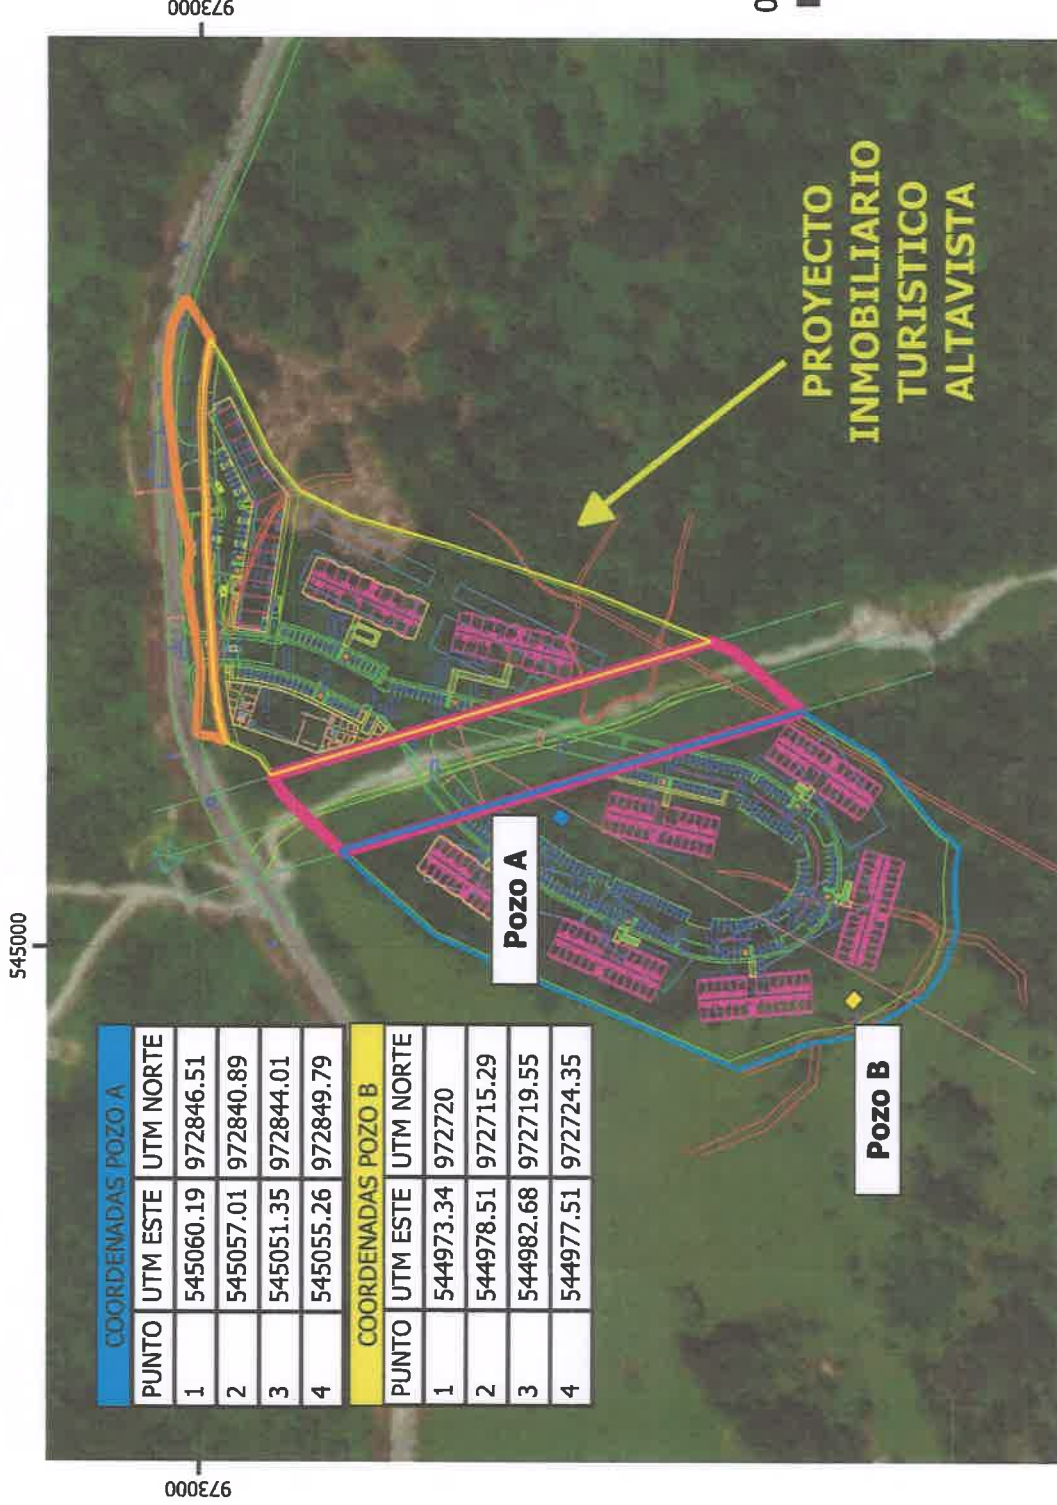 973000
545000
COORDENADAS POZO A
PUNTO UTM ESTE UTM NORTE
1 545060.19 972846.51
2 545057.01 972840.89
3 545051.35 972844.01
4 545055.26 972849.79
COORDENADAS POZO B
PUNTO UTM ESTE UTM NORTE
1 544973.34 972720
2 544978.51 972715.29
3 544982.68 972719.55
4 544977.51 972724.35
Pozo A
Pozo B
PROYECTO
INMOBILIARIO
TURISTICO
ALTAVISTA
973000
0